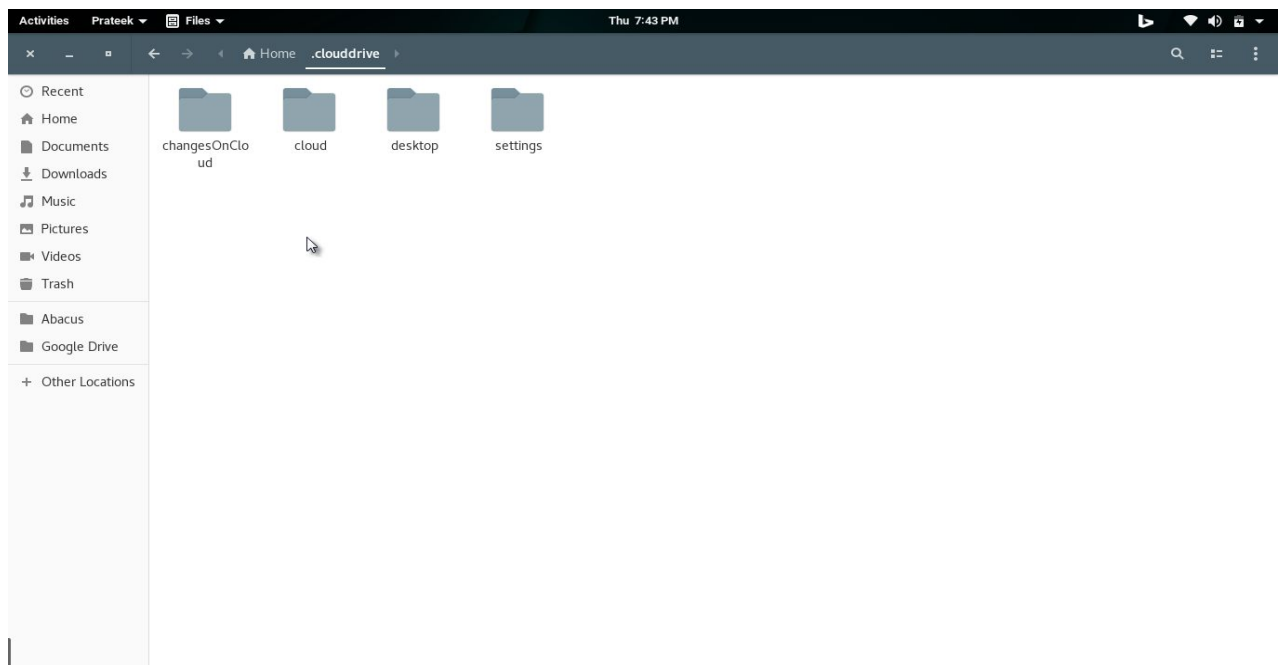 Activities Prateek Files Thu 7:43 PM
Home .clouddrive
Recent
Home
Documents
Downloads
Music
Pictures
Videos
Trash
Abacus
Google Drive
+ Other Locations
changesOnClo
ud
cloud
desktop
settings